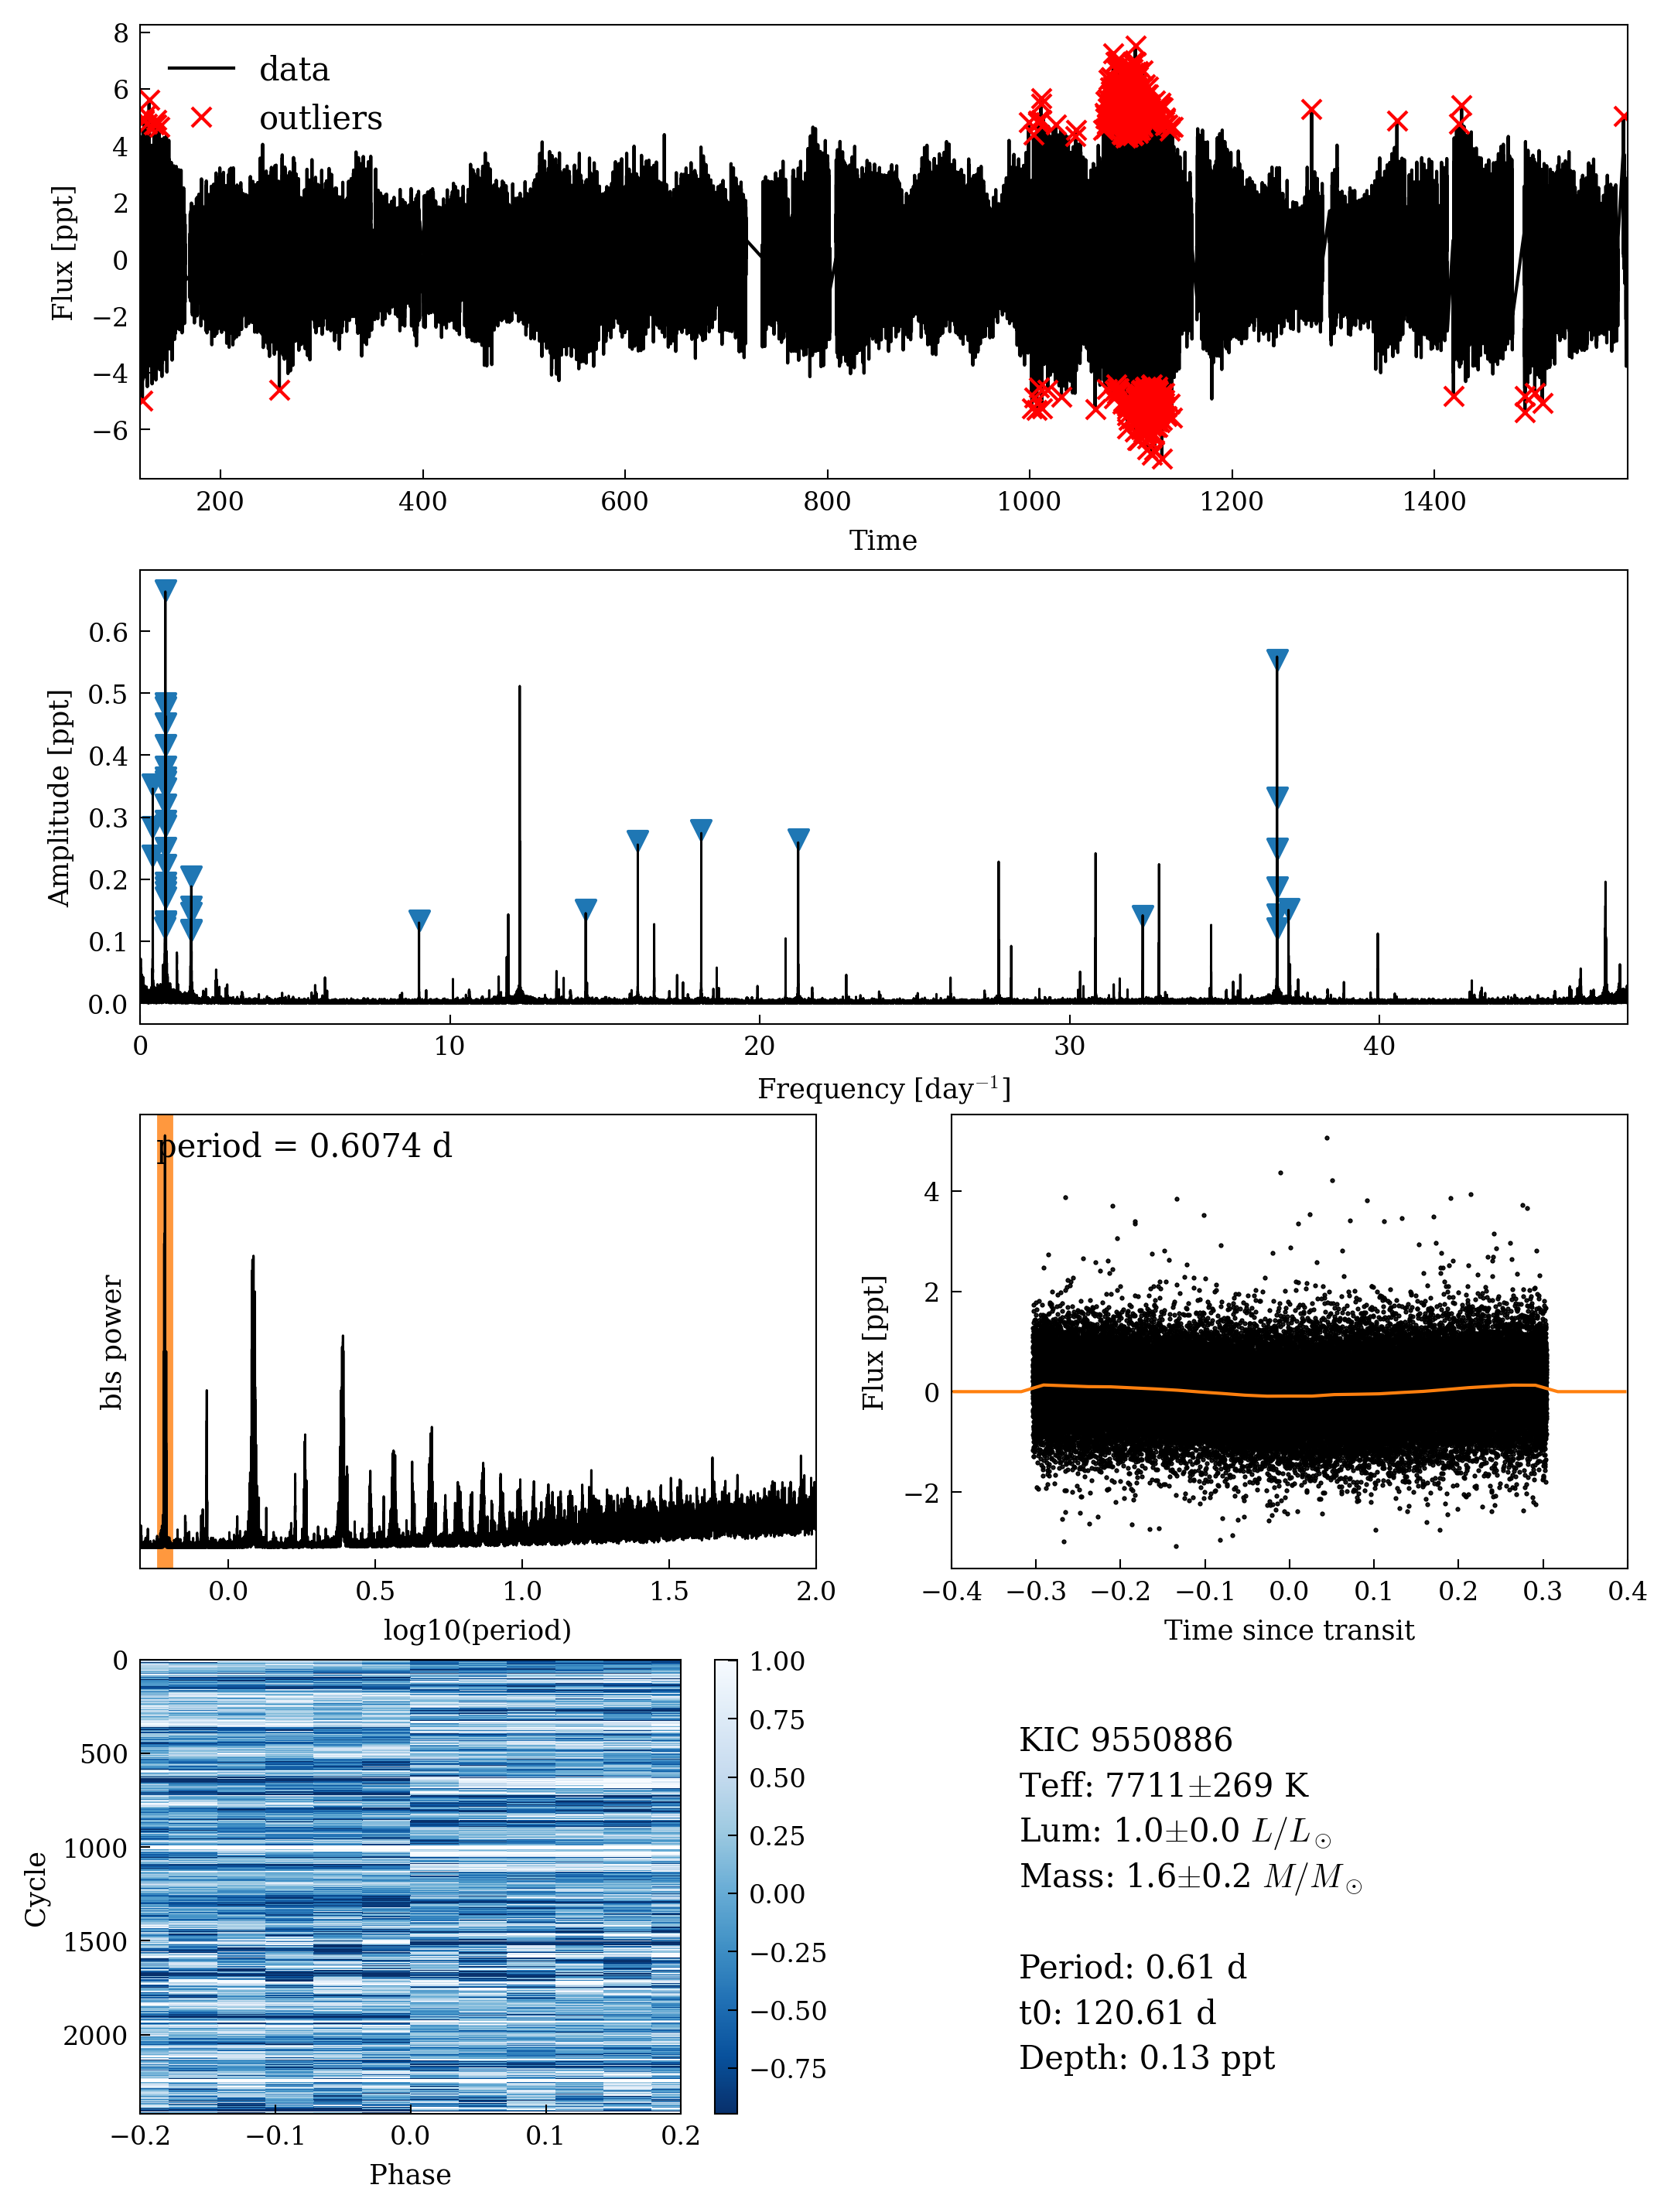 8
6
4
2
0
−2
−4
−6
Flux [ppt]
data
outliers
200 400 600 800 1000 1200 1400
Time
0.6
0.5
0.4
0.3
0.2
0.1
0.0
Amplitude [ppt]
0 10 20 30 40
Frequency [day⁻¹]
period = 0.6074 d
bls power
0.0 0.5 1.0 1.5 2.0
log10(period)
4
2
0
−2
Flux [ppt]
−0.4 −0.3 −0.2 −0.1 0.0 0.1 0.2 0.3 0.4
Time since transit
0
500
1000
1500
2000
Cycle
−0.2 −0.1 0.0 0.1 0.2
Phase
1.00
0.75
0.50
0.25
0.00
−0.25
−0.50
−0.75
KIC 9550886
Teff: 7711±269 K
Lum: 1.0±0.0 L/L☉
Mass: 1.6±0.2 M/M☉
Period: 0.61 d
t0: 120.61 d
Depth: 0.13 ppt